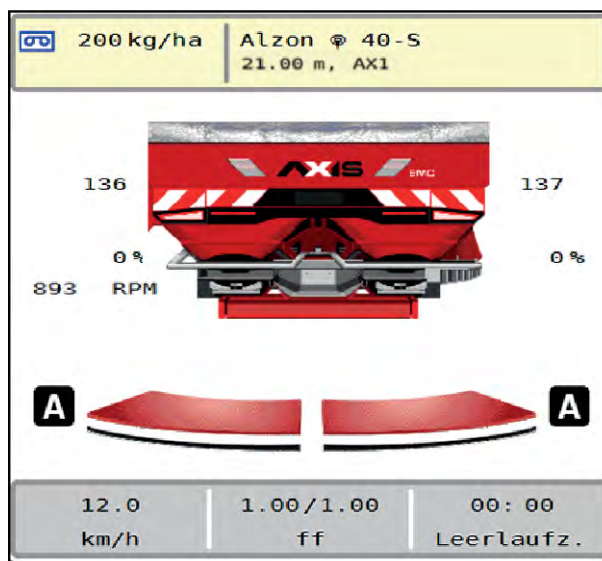 200 kg/ha
Alzon 40-S
21.00 m, AX1
AXIS EMC
136
137
0 %
0 %
893 RPM
A
A
12.0
1.00/1.00
00:00
km/h
ff
Leerlaufz.